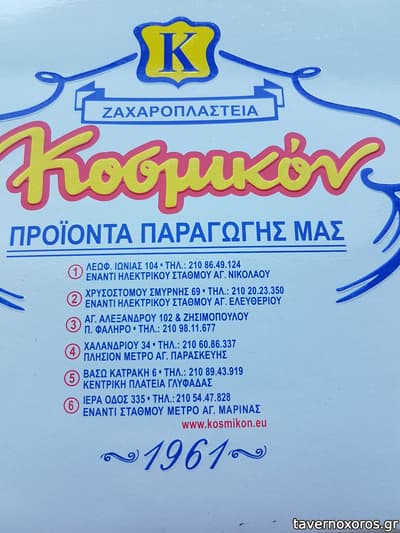 K
ΖΑΧΑΡΟΠΛΑΣΤΕΙΑ
Κοσμικόν
ΠΡΟΪΟΝΤΑ ΠΑΡΑΓΩΓΗΣ ΜΑΣ
1 ΛΕΩΦ. ΙΩΝΙΑΣ 104 • ΤΗΛ.: 210 86.49.124
ΕΝΑΝΤΙ ΗΛΕΚΤΡΙΚΟΥ ΣΤΑΘΜΟΥ ΑΓ. ΝΙΚΟΛΑΟΥ
2 ΧΡΥΣΟΣΤΟΜΟΥ ΣΜΥΡΝΗΣ 69 • ΤΗΛ.: 210 20.23.350
ΕΝΑΝΤΙ ΗΛΕΚΤΡΙΚΟΥ ΣΤΑΘΜΟΥ ΑΓ. ΕΛΕΥΘΕΡΙΟΥ
3 ΑΓ. ΑΛΕΞΑΝΔΡΟΥ 102 & ΖΗΣΙΜΟΠΟΥΛΟΥ
Π. ΦΑΛΗΡΟ • ΤΗΛ.: 210 98.11.677
4 ΧΑΛΑΝΔΡΙΟΥ 34 • ΤΗΛ.: 210 60.86.337
ΠΛΗΣΙΟΝ ΜΕΤΡΟ ΑΓ. ΠΑΡΑΣΚΕΥΗΣ
5 ΒΑΣΩ ΚΑΤΡΑΚΗ 6 • ΤΗΛ.: 210 89.43.919
ΚΕΝΤΡΙΚΗ ΠΛΑΤΕΙΑ ΓΛΥΦΑΔΑΣ
6 ΙΕΡΑ ΟΔΟΣ 335 • ΤΗΛ.: 210 54.47.828
ΕΝΑΝΤΙ ΣΤΑΘΜΟΥ ΜΕΤΡΟ ΑΓ. ΜΑΡΙΝΑΣ
www.kosmikon.eu
~1961~
tavernoxoros.gr